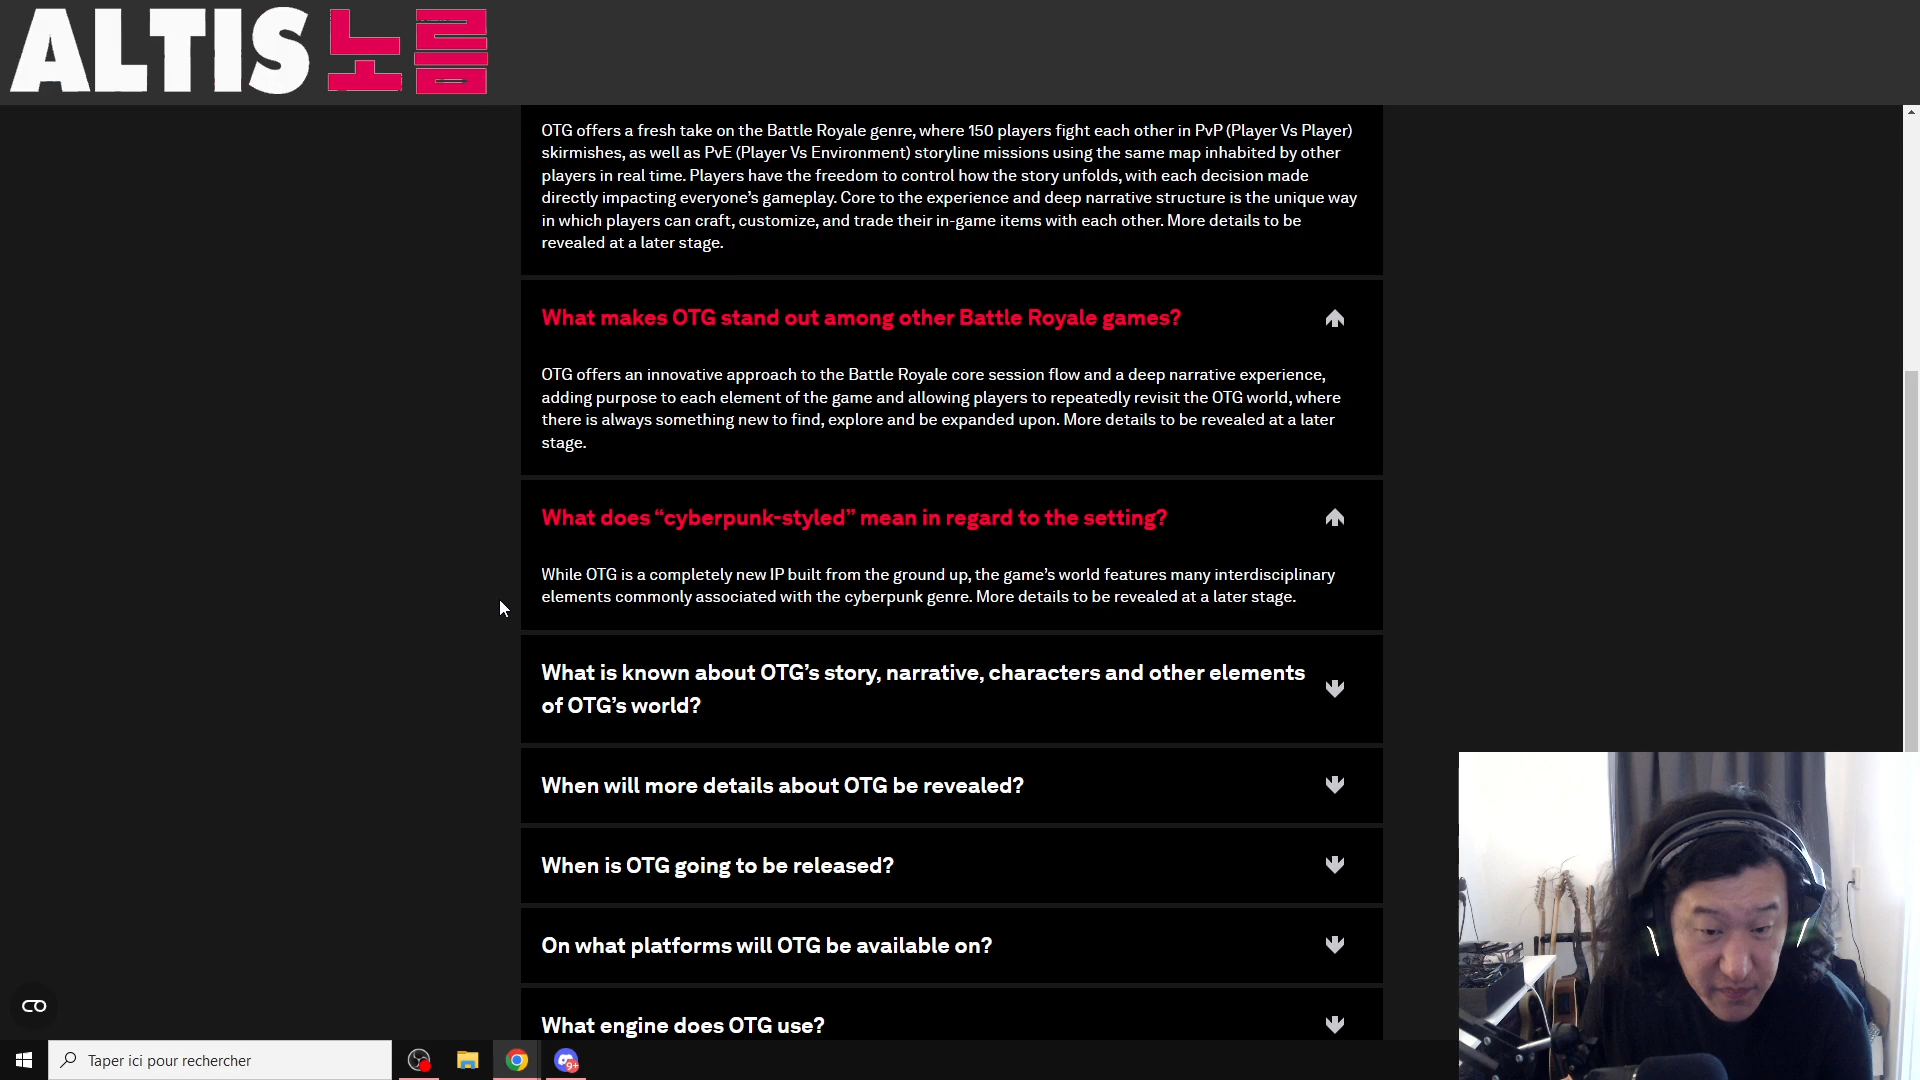 ALTIS 노름
OTG offers a fresh take on the Battle Royale genre, where 150 players fight each other in PvP (Player Vs Player)
skirmishes, as well as PvE (Player Vs Environment) storyline missions using the same map inhabited by other
players in real time. Players have the freedom to control how the story unfolds, with each decision made
directly impacting everyone’s gameplay. Core to the experience and deep narrative structure is the unique way
in which players can craft, customize, and trade their in-game items with each other. More details to be
revealed at a later stage.
What makes OTG stand out among other Battle Royale games?
OTG offers an innovative approach to the Battle Royale core session flow and a deep narrative experience,
adding purpose to each element of the game and allowing players to repeatedly revisit the OTG world, where
there is always something new to find, explore and be expanded upon. More details to be revealed at a later
stage.
What does “cyberpunk-styled” mean in regard to the setting?
While OTG is a completely new IP built from the ground up, the game’s world features many interdisciplinary
elements commonly associated with the cyberpunk genre. More details to be revealed at a later stage.
What is known about OTG’s story, narrative, characters and other elements
of OTG’s world?
When will more details about OTG be revealed?
When is OTG going to be released?
On what platforms will OTG be available on?
What engine does OTG use?
Taper ici pour rechercher
9+